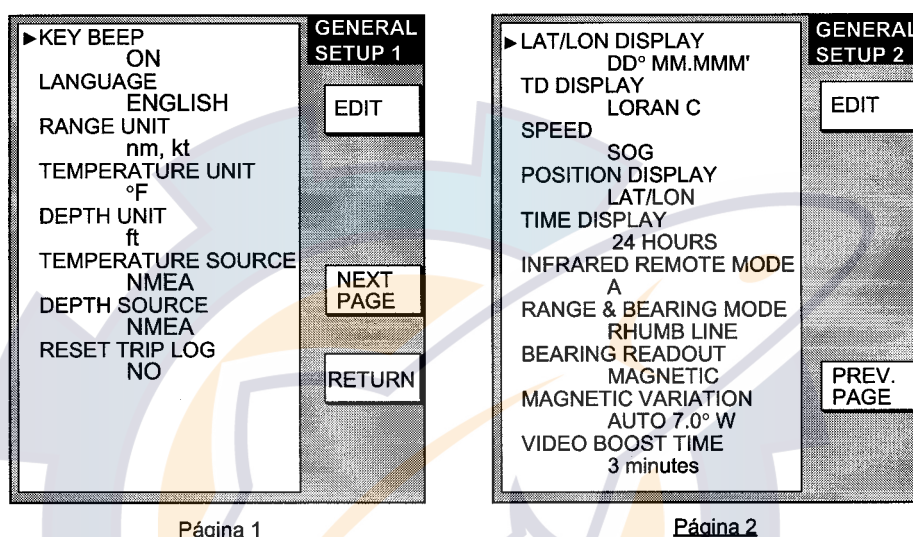 ►KEY BEEP
ON
LANGUAGE
ENGLISH
RANGE UNIT
nm, kt
TEMPERATURE UNIT
°F
DEPTH UNIT
ft
TEMPERATURE SOURCE
NMEA
DEPTH SOURCE
NMEA
RESET TRIP LOG
NO
GENERAL
SETUP 1
EDIT
NEXT
PAGE
RETURN
Página 1
►LAT/LON DISPLAY
DD° MM.MMM'
TD DISPLAY
LORAN C
SPEED
SOG
POSITION DISPLAY
LAT/LON
TIME DISPLAY
24 HOURS
INFRARED REMOTE MODE
A
RANGE & BEARING MODE
RHUMB LINE
BEARING READOUT
MAGNETIC
MAGNETIC VARIATION
AUTO 7.0° W
VIDEO BOOST TIME
3 minutes
GENERAL
SETUP 2
EDIT
PREV.
PAGE
Página 2